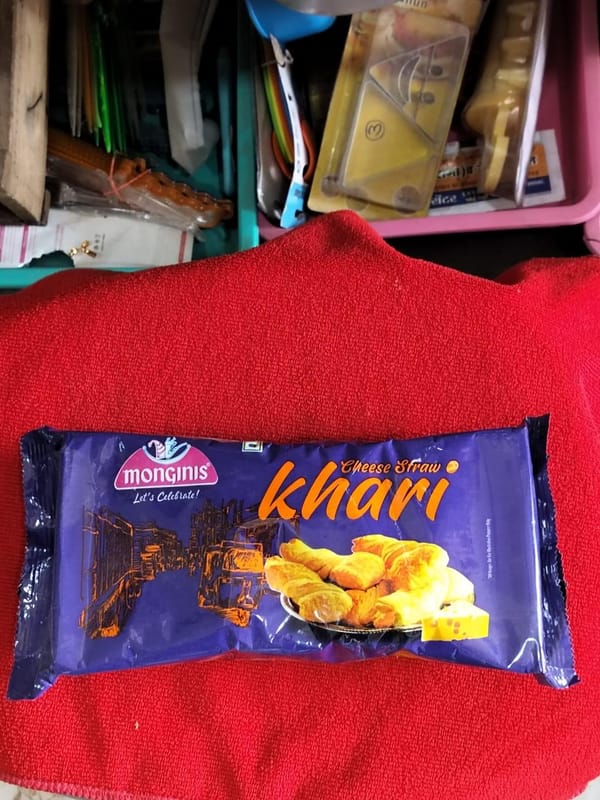 MONGINIS
Let's Celebrate!
Cheese Straw
khari